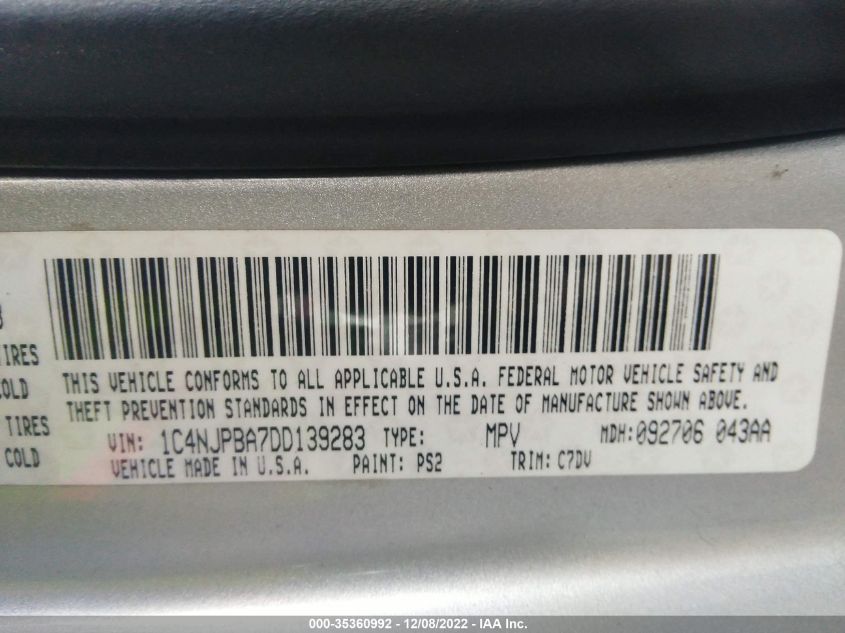 TIRES
COLD
TIRES
COLD
THIS VEHICLE CONFORMS TO ALL APPLICABLE U.S.A. FEDERAL MOTOR VEHICLE SAFETY AND
THEFT PREVENTION STANDARDS IN EFFECT ON THE DATE OF MANUFACTURE SHOWN ABOVE.
VIN: 1C4NJPBA7DD139283 TYPE: MPV MDH:092706 043AA
VEHICLE MADE IN U.S.A. PAINT: PS2 TRIM: C7DV
000-35360992 - 12/08/2022 - IAA Inc.